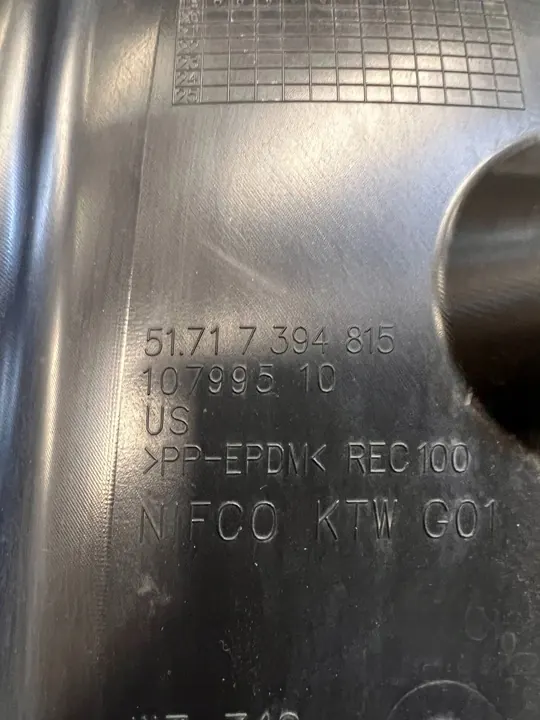 51.71 7 394 815
107995 10
US
>PP-EPDM< REC100
NIFCO KTW G01